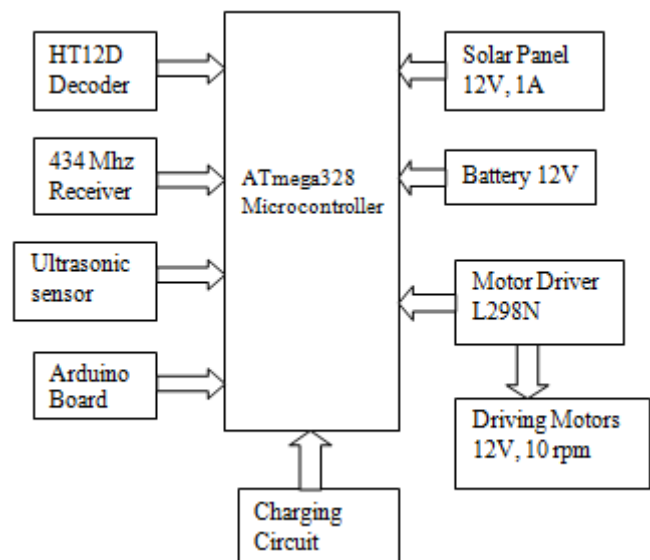 HT12D
Decoder
434 Mhz
Receiver
Ultrasonic
sensor
Arduino
Board
ATmega328
Microcontroller
Solar Panel
12V, 1A
Battery 12V
Motor Driver
L298N
Driving Motors
12V, 10 rpm
Charging
Circuit